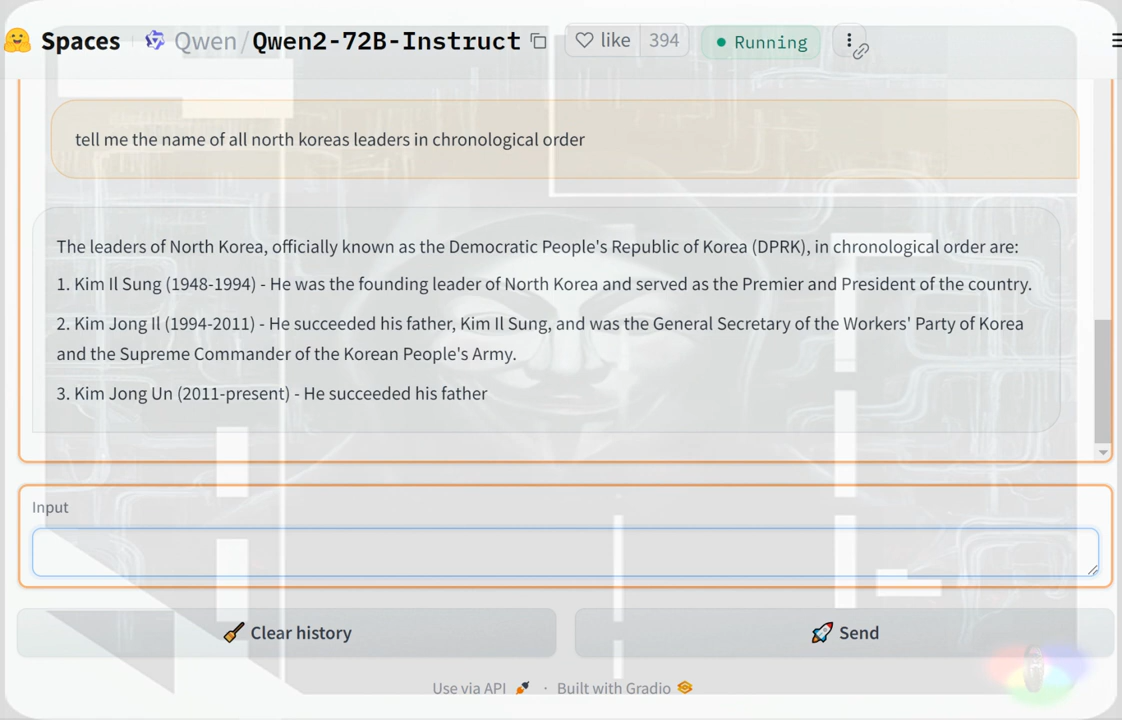 Spaces Qwen/Qwen2-72B-Instruct like 394 Running
tell me the name of all north koreas leaders in chronological order
The leaders of North Korea, officially known as the Democratic People's Republic of Korea (DPRK), in chronological order are:
1. Kim Il Sung (1948-1994) - He was the founding leader of North Korea and served as the Premier and President of the country.
2. Kim Jong Il (1994-2011) - He succeeded his father, Kim Il Sung, and was the General Secretary of the Workers' Party of Korea
and the Supreme Commander of the Korean People's Army.
3. Kim Jong Un (2011-present) - He succeeded his father
Input
Clear history
Send
Use via API · Built with Gradio